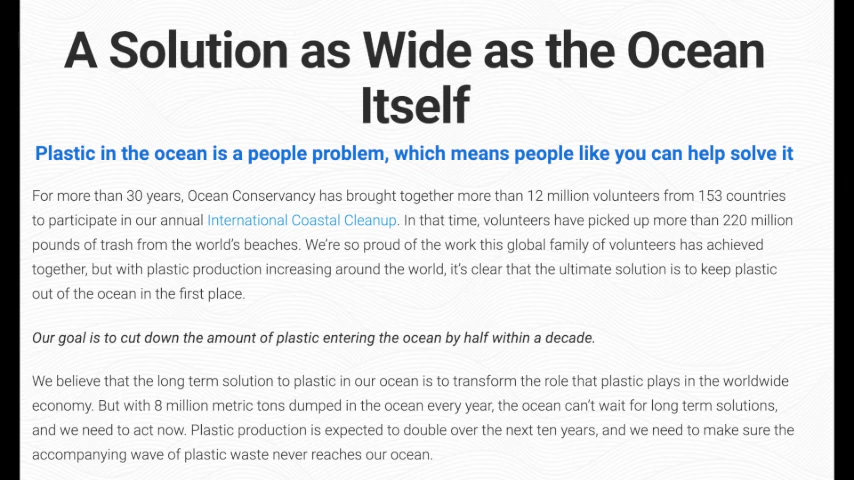 A Solution as Wide as the Ocean
Itself
Plastic in the ocean is a people problem, which means people like you can help solve it
For more than 30 years, Ocean Conservancy has brought together more than 12 million volunteers from 153 countries
to participate in our annual International Coastal Cleanup. In that time, volunteers have picked up more than 220 million
pounds of trash from the world’s beaches. We’re so proud of the work this global family of volunteers has achieved
together, but with plastic production increasing around the world, it’s clear that the ultimate solution is to keep plastic
out of the ocean in the first place.
Our goal is to cut down the amount of plastic entering the ocean by half within a decade.
We believe that the long term solution to plastic in our ocean is to transform the role that plastic plays in the worldwide
economy. But with 8 million metric tons dumped in the ocean every year, the ocean can’t wait for long term solutions,
and we need to act now. Plastic production is expected to double over the next ten years, and we need to make sure the
accompanying wave of plastic waste never reaches our ocean.